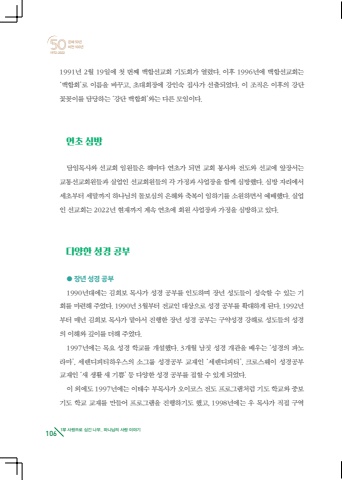 50
1991년 2월 19일에 첫 번째 백합선교회 기도회가 열렸다. 이후 1996년에 백합선교회는
‘백합회’로 이름을 바꾸고, 초대회장에 강인숙 집사가 선출되었다. 이 조직은 이후의 강단
꽃꽂이를 담당하는 ‘강단 백합회’와는 다른 모임이다.
연초 심방
담임목사와 선교회 임원들은 해마다 연초가 되면 교회 봉사와 전도와 선교에 앞장서는
교통선교회원들과 실업인 선교회원들의 각 가정과 사업장을 함께 심방했다. 심방 자리에서
새초부터 세밑까지 하나님의 돌보심의 은혜와 축복이 임하기를 소원하면서 예배했다. 실업
인 선교회는 2022년 현재까지 계속 연초에 회원 사업장과 가정을 심방하고 있다.
다양한 성경 공부
● 장년 성경 공부
1990년대에는 김희보 목사가 성경 공부를 인도하며 장년 성도들이 성숙할 수 있는 기
회를 마련해 주었다. 1990년 3월부터 전교인 대상으로 성경 공부를 확대하게 된다. 1992년
부터 매년 김희보 목사가 맡아서 진행한 장년 성경 공부는 구약성경 강해로 성도들의 성경
의 이해와 깊이를 더해 주었다.
1997년에는 목요 성경 학교를 개설했다. 3개월 남짓 성경 개관을 배우는 ‘성경의 파노
라마’, 세렌디피티하우스의 소그룹 성경공부 교재인 ‘세렌디피티’, 크로스웨이 성경공부
교재인 ‘새 생활 새 기쁨’ 등 다양한 성경 공부를 접할 수 있게 되었다.
이 외에도 1997년에는 이태수 부목사가 오이코스 전도 프로그램처럼 기도 학교와 중보
기도 학교 교재를 만들어 프로그램을 진행하기도 했고, 1998년에는 우 목사가 직접 구역
106
1부 사랑으로 심긴 나무, 하나님의 사랑 이야기